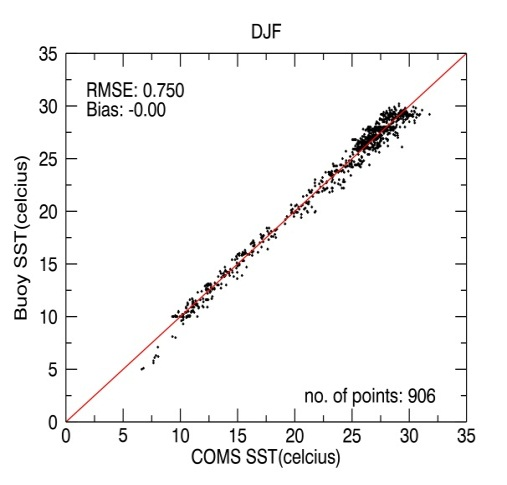 DJF
35
RMSE: 0.750
Bias: -0.00
30
25
20
15
10
5
0
Buoy SST(celcius)
no. of points: 906
0 5 10 15 20 25 30 35
COMS SST(celcius)